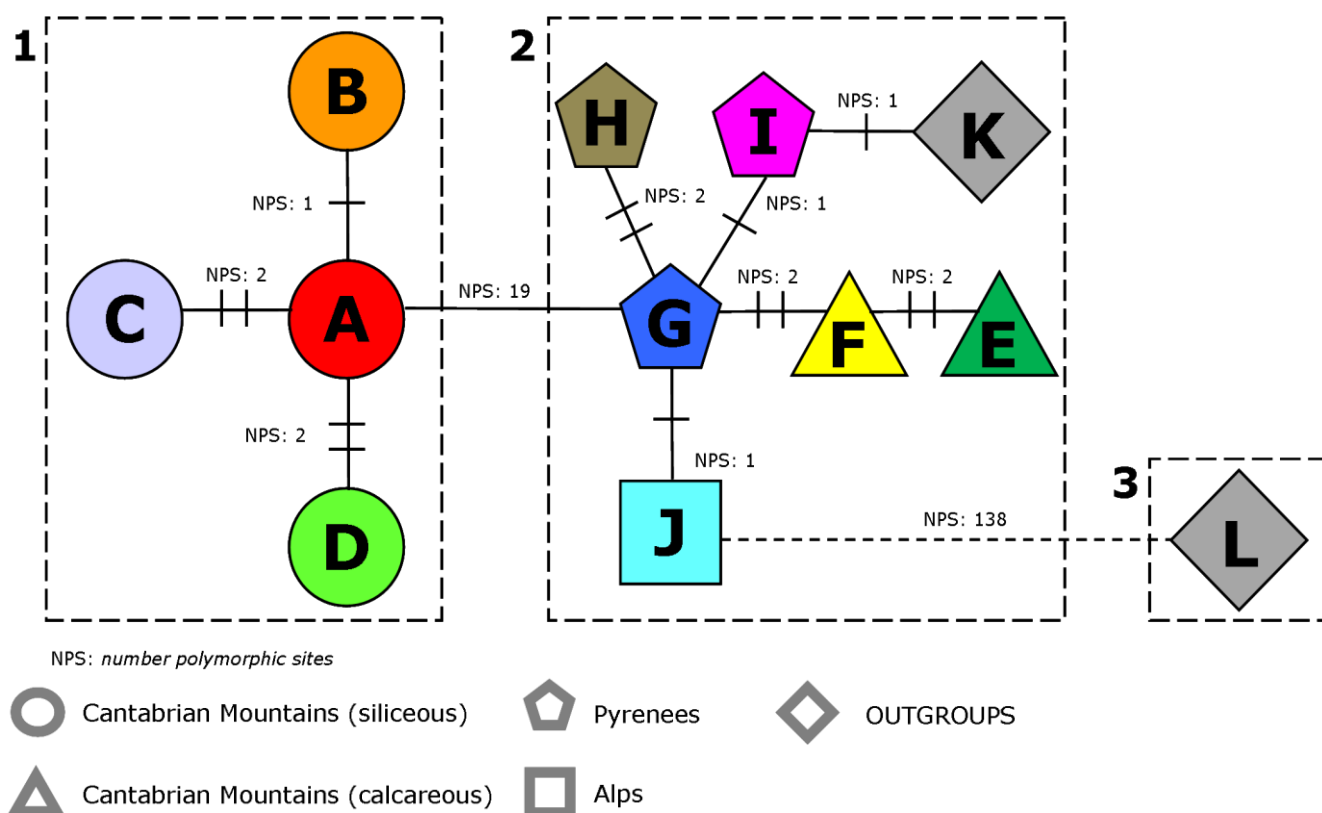 1
2
B
H
I
NPS: 1
K
NPS: 1
NPS: 2
NPS: 1
C
NPS: 2
A
NPS: 19
G
NPS: 2
F
NPS: 2
E
NPS: 2
NPS: 1
3
D
J
NPS: 138
L
NPS: number polymorphic sites
Cantabrian Mountains (siliceous)
Pyrenees
OUTGROUPS
Cantabrian Mountains (calcareous)
Alps